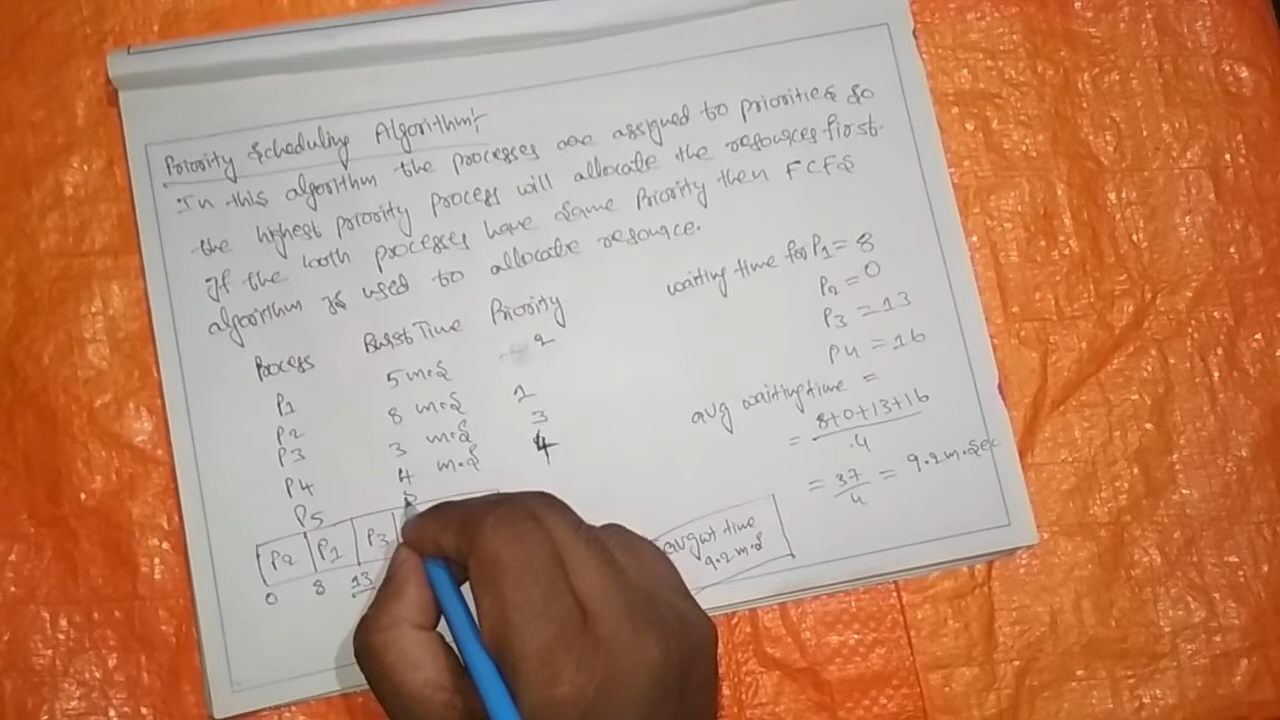 Priority Scheduling Algorithm:-
In this algorithm the processes are assigned to priorities so
the highest priority process will allocate the resources first.
If the both processes have same Priority then FCFS
algorithm is used to allocate resource.
Process Burst Time Priority
P1 5 m.s 2
P2 8 m.s 1
P3 3 m.s 3
P4 4 m.s 4
P5
P2 P1 P3
0 8 13
waiting time for P1 = 8
P2 = 0
P3 = 13
P4 = 16
avg waiting time =
= 8+0+13+16
4
= 37/4 = 9.2 m.sec
avg wt time
9.2 m.s